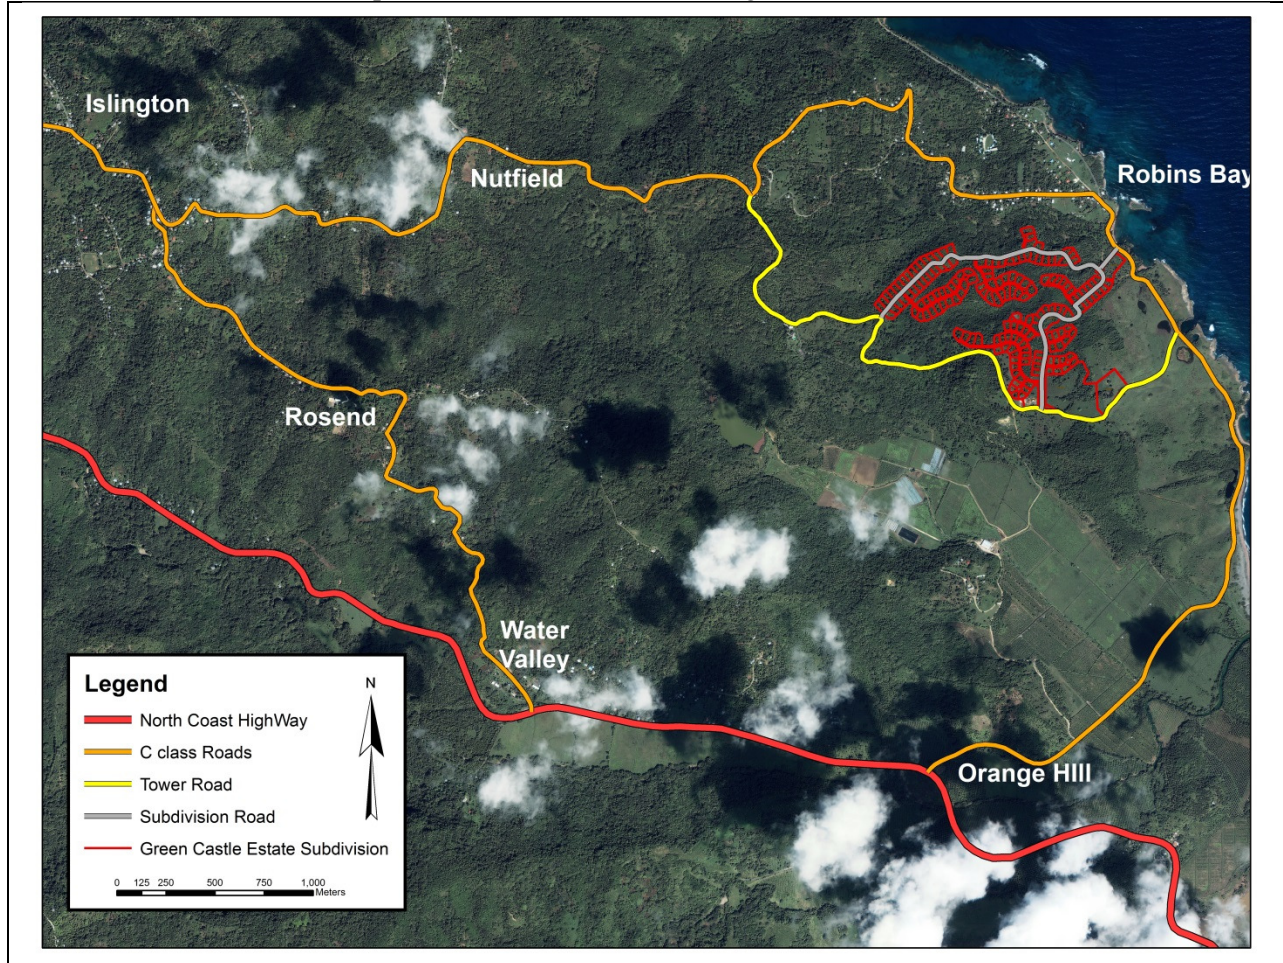 Islington
Nutfield
Robins Bay
Rosend
Water
Valley
Orange HIll
Legend
N
North Coast HighWay
C class Roads
Tower Road
Subdivision Road
Green Castle Estate Subdivision
0 125 250 500 750 1,000
Meters